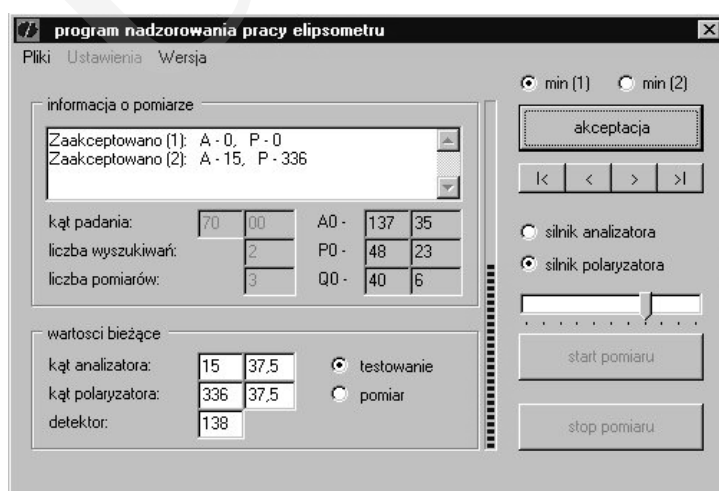 program nadzorowania pracy elipsometru
Pliki Ustawienia Wersja
min (1) min (2)
informacja o pomiarze
akceptacja
Zaakceptowano (1): A - 0, P - 0
Zaakceptowano (2): A - 15, P - 336
|< < > >|
kąt padania: 70 00 A0 - 137 35
liczba wyszukiwań: 2 P0 - 48 23
liczba pomiarów: 3 Q0 - 40 6
silnik analizatora
silnik polaryzatora
wartosci bieżące
kąt analizatora: 15 37,5 testowanie
kąt polaryzatora: 336 37,5 pomiar
detektor: 138
start pomiaru
stop pomiaru